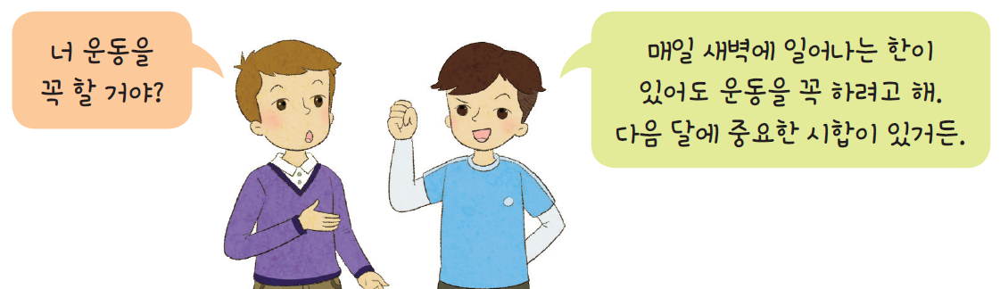 너 운동을
꼭 할 거야?
매일 새벽에 일어나는 한이
있어도 운동을 꼭 하려고 해.
다음 달에 중요한 시합이 있거든.